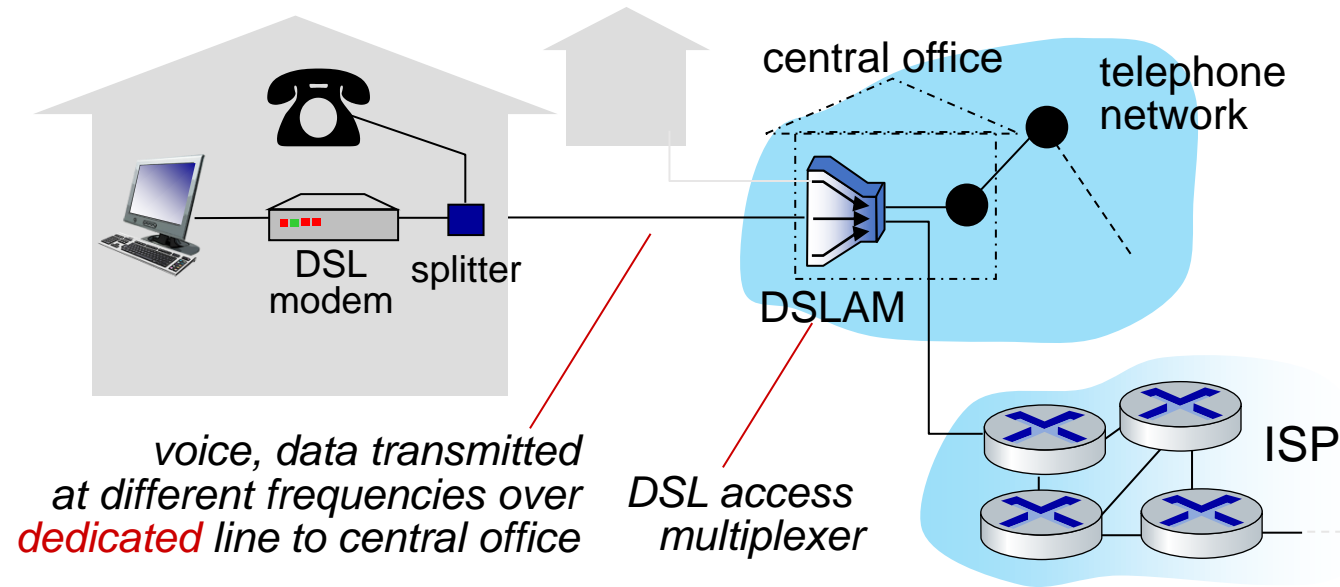 central office
telephone
network
DSL
modem
splitter
DSLAM
ISP
voice, data transmitted
at different frequencies over
dedicated line to central office
DSL access
multiplexer